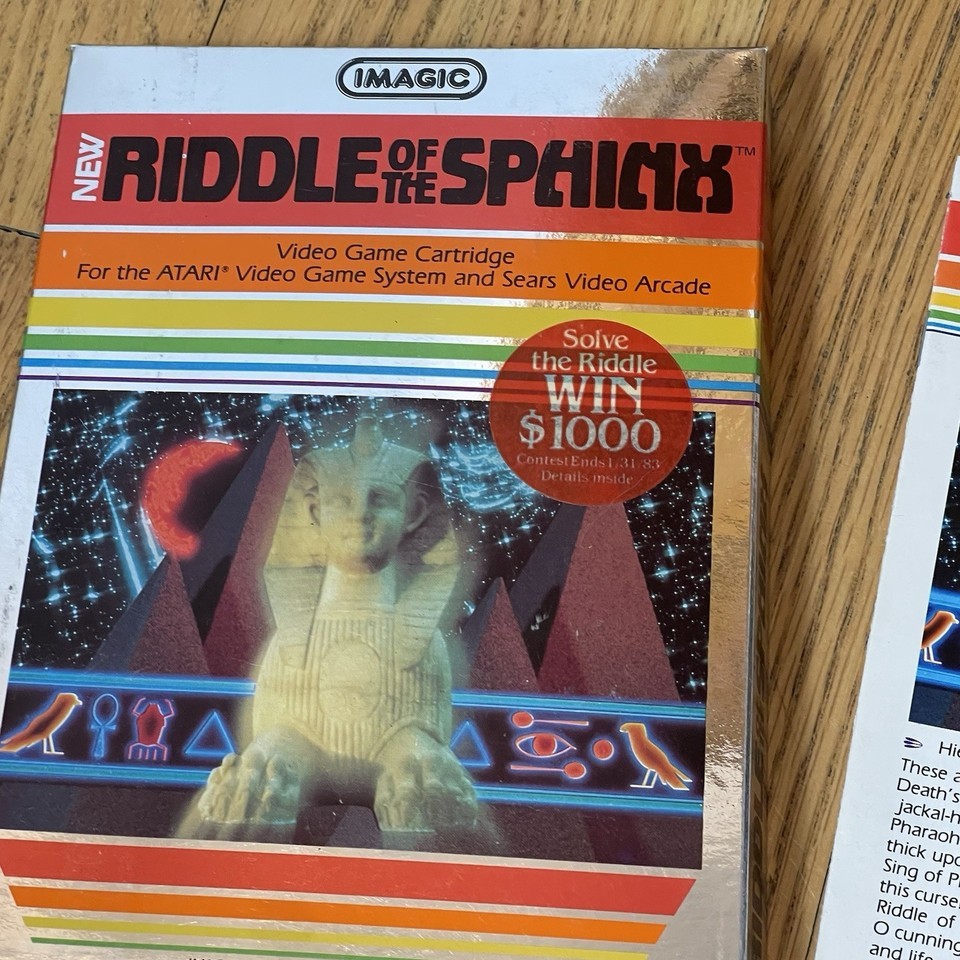 IMAGIC
NEW RIDDLE OF THE SPHINX™
Video Game Cartridge
For the ATARI® Video Game System and Sears Video Arcade
Solve
the Riddle
WIN
$1000
Contest Ends 1/31/83
Details inside
These a
Death's
jackal-h
Pharaoh
thick upo
Sing of P
this curse
Riddle of
O cunning
and life